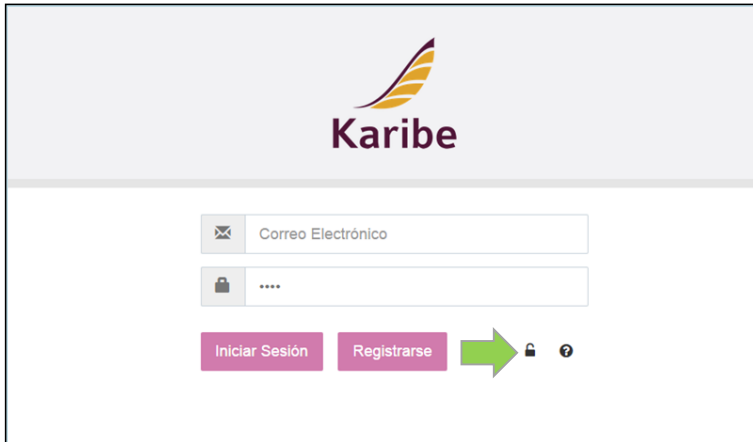 Karibe
Correo Electrónico
••••
Iniciar Sesión
Registrarse